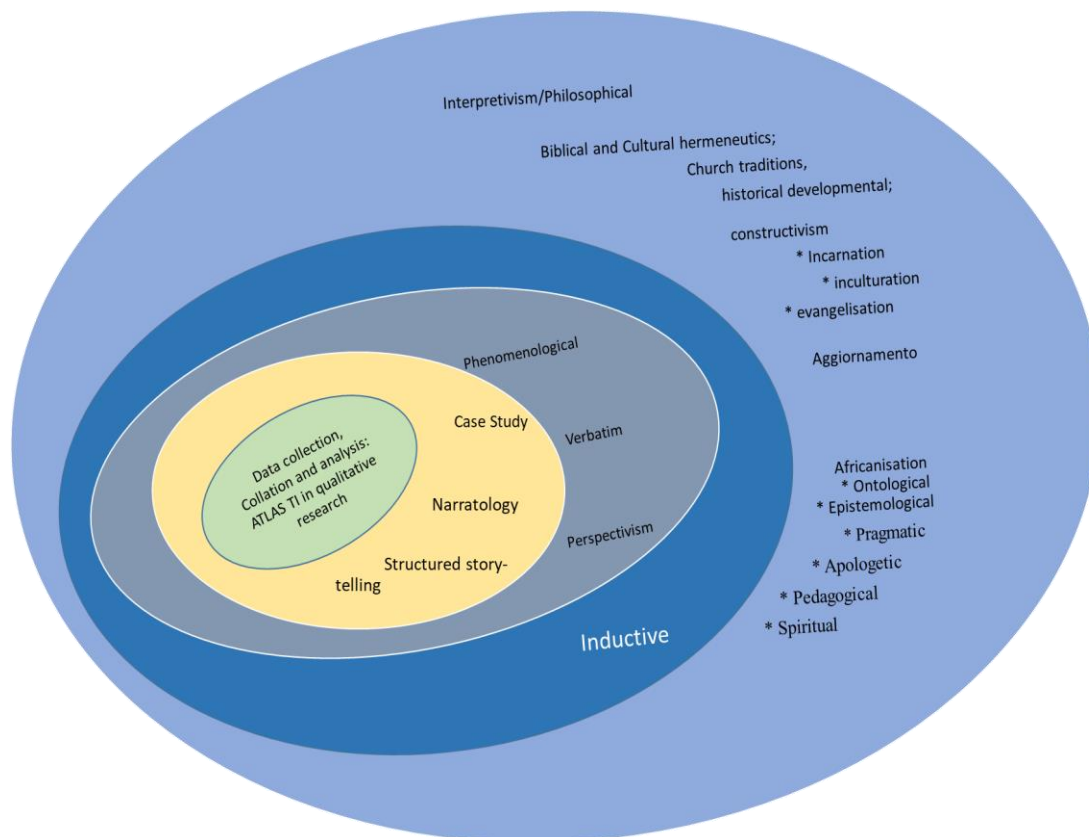 Interpretivism/Philosophical
Biblical and Cultural hermeneutics;
Church traditions,
historical developmental;
constructivism
* Incarnation
* inculturation
* evangelisation
Aggiornamento
Africanisation
* Ontological
* Epistemological
* Pragmatic
* Apologetic
* Pedagogical
* Spiritual
Inductive
Phenomenological
Verbatim
Perspectivism
Case Study
Narratology
Structured story-
telling
Data collection,
Collation and analysis:
ATLAS TI in qualitative
research